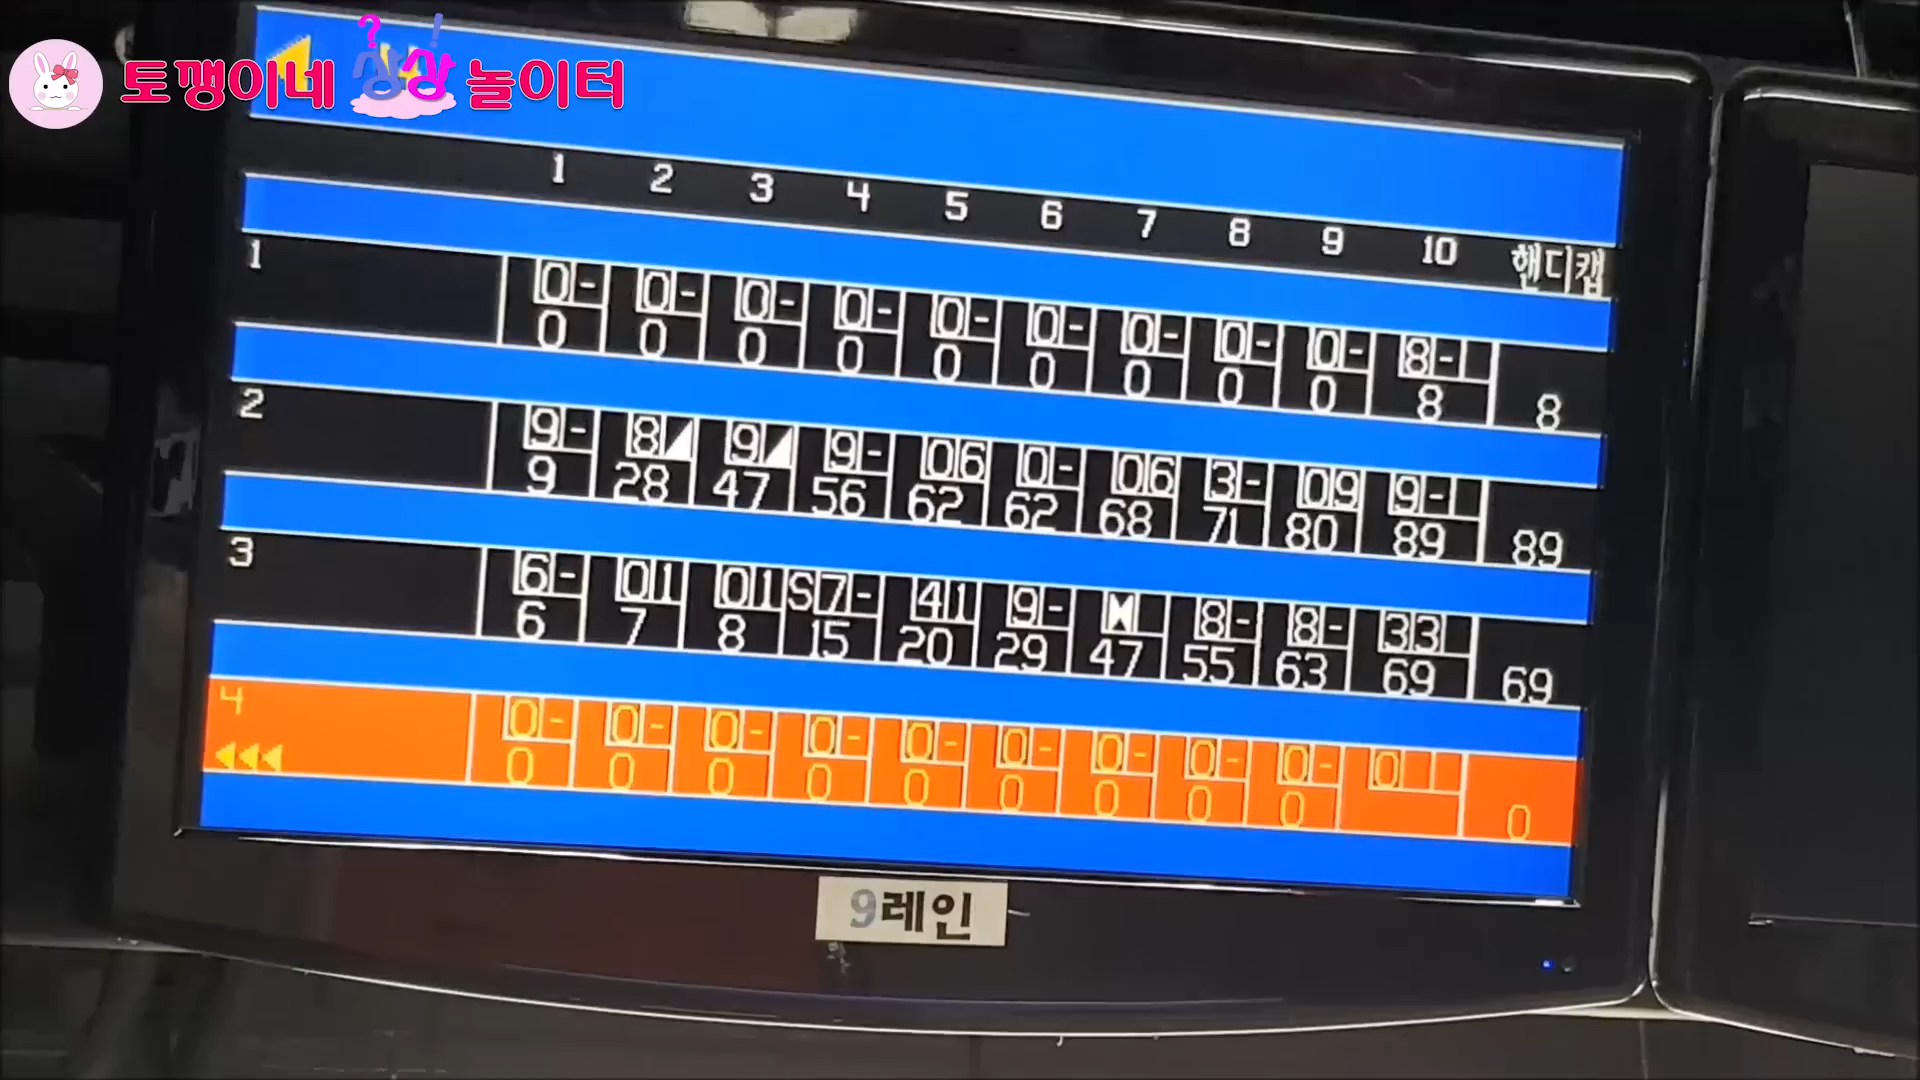 토깽이네 상상 놀이터
?!
1 2 3 4 5 6 7 8 9 10 핸디캡
1
0- 0- 0- 0- 0- 0- 0- 0- 0- 8-
0 0 0 0 0 0 0 0 0 8 8
2
9- 8◢ 9◢ 9- 06 0- 06 3- 09 9-
9 28 47 56 62 62 68 71 80 89 89
3
6- 01 01 S7- 41 9- ⧓ 8- 8- 33
6 7 8 15 20 29 47 55 63 69 69
4
0- 0- 0- 0- 0- 0- 0- 0- 0- 0
0 0 0 0 0 0 0 0 0 0
9레인